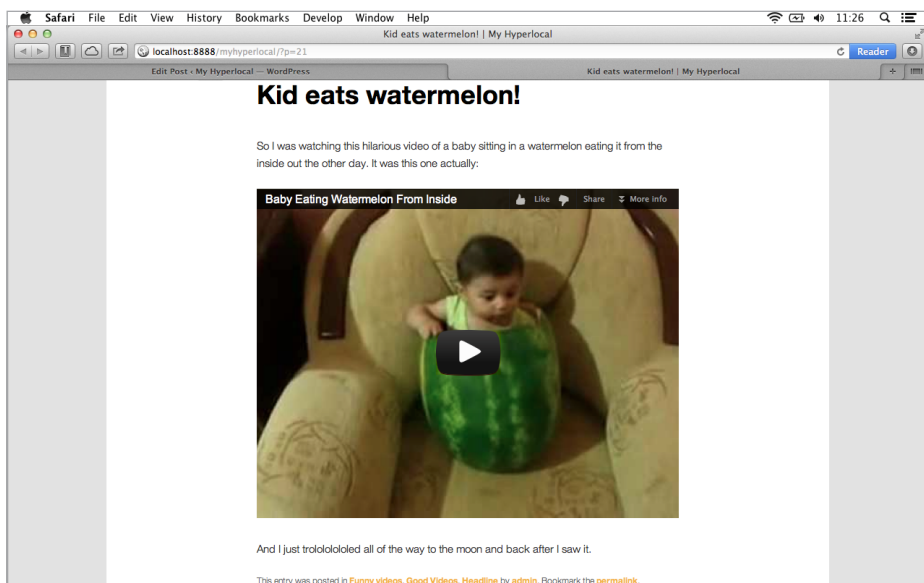 Safari File Edit View History Bookmarks Develop Window Help 11:26
Kid eats watermelon! | My Hyperlocal
localhost:8888/myhyperlocal/?p=21 Reader
Edit Post ‹ My Hyperlocal — WordPress Kid eats watermelon! | My Hyperlocal
Kid eats watermelon!
So I was watching this hilarious video of a baby sitting in a watermelon eating it from the
inside out the other day. It was this one actually:
Baby Eating Watermelon From Inside Like Share More info
And I just trolololololed all of the way to the moon and back after I saw it.
This entry was posted in Funny videos, Good Videos, Headline by admin. Bookmark the permalink.